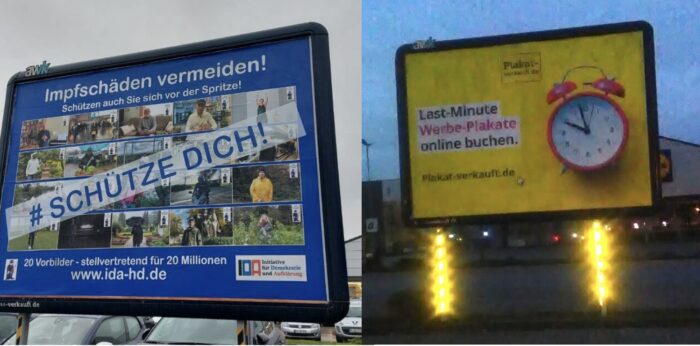 awk
Impfschäden vermeiden!
Schützen auch Sie sich vor der Spritze!
# SCHÜTZE DICH!
20 Vorbilder - stellvertretend für 20 Millionen
www.ida-hd.de
IDA Initiative
für Demokratie
und Aufklärung
-verkauft.de
awk
Plakat-
verkauft.de
Last-Minute
Werbe-Plakate
online buchen.
Plakat-verkauft.de